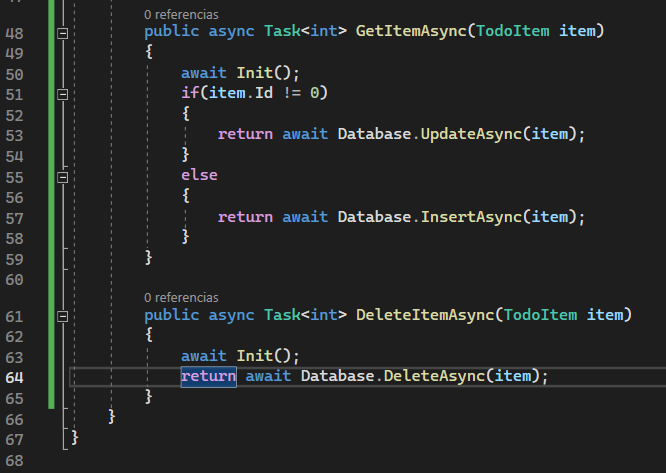 0 referencias
48 public async Task<int> GetItemAsync(TodoItem item)
49 {
50 await Init();
51 if(item.Id != 0)
52 {
53 return await Database.UpdateAsync(item);
54 }
55 else
56 {
57 return await Database.InsertAsync(item);
58 }
59 }
60
0 referencias
61 public async Task<int> DeleteItemAsync(TodoItem item)
62 {
63 await Init();
64 return await Database.DeleteAsync(item);
65 }
66 }
67 }
68